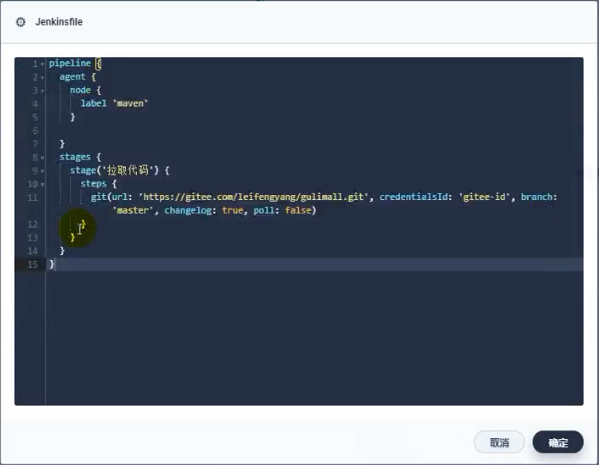 Jenkinsfile
1 pipeline {
2 agent {
3 node {
4 label 'maven'
5 }
6
7 }
8 stages {
9 stage('拉取代码') {
10 steps {
11 git(url: 'https://gitee.com/leifengyang/gulimall.git', credentialsId: 'gitee-id', branch:
'master', changelog: true, poll: false)
12 }
13 }
14 }
15 }
取消 确定